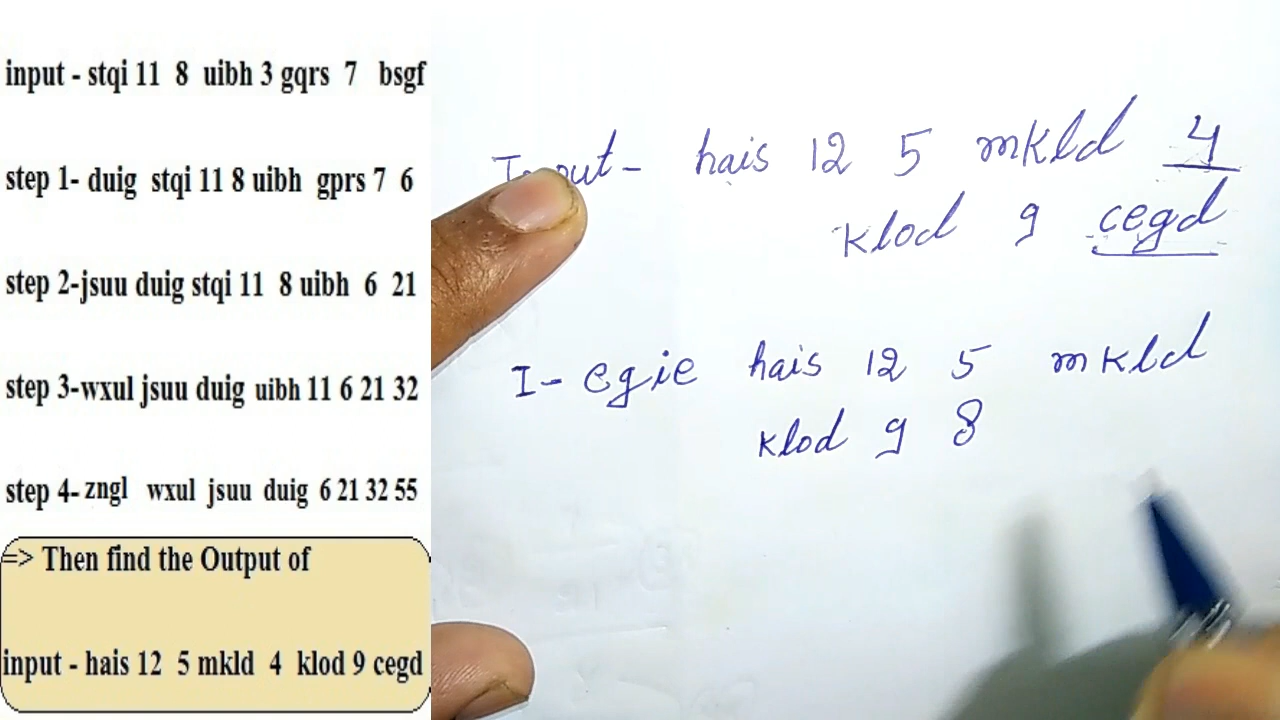 input - stqi 11 8 uibh 3 gqrs 7 bsgf
step 1- duig stqi 11 8 uibh gprs 7 6
step 2-jsuu duig stqi 11 8 uibh 6 21
step 3-wxul jsuu duig uibh 11 6 21 32
step 4- zngl wxul jsuu duig 6 21 32 55
=> Then find the Output of
input - hais 12 5 mkld 4 klod 9 cegd
hais 12 5 mkld 4
klod 9 cegd
I- egie hais 12 5 mkld
klod 9 8